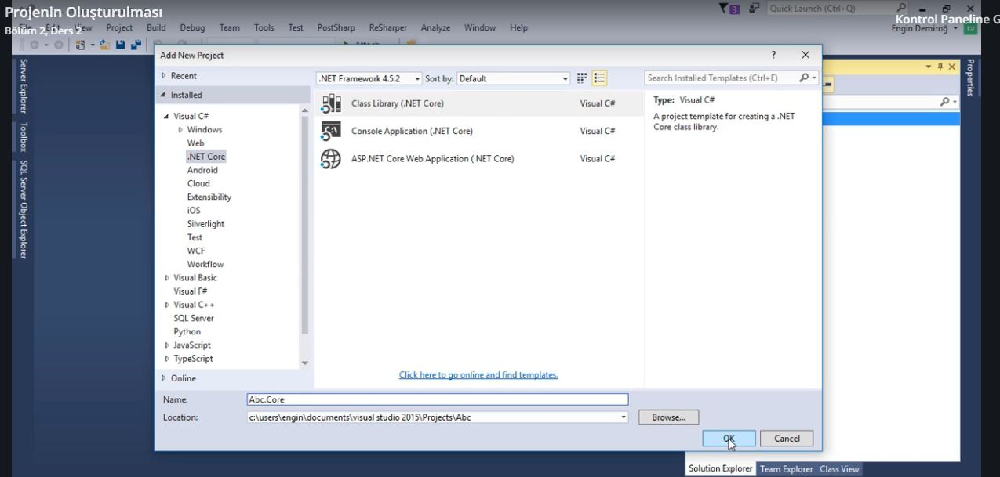 Projenin Oluşturulması
Bölüm 2, Ders 2
Kontrol Paneline G
3
Quick Launch (Ctrl+Q)
Engin Demiroğ
Project Build Debug Team Tools Test PostSharp ReSharper Analyze Window Help
Attach
Server Explorer
Toolbox
SQL Server Object Explorer
Properties
Add New Project
? 
Recent
.NET Framework 4.5.2
Sort by: Default
Search Installed Templates (Ctrl+E)
Installed
Visual C#
Windows
Web
.NET Core
Android
Cloud
Extensibility
iOS
Silverlight
Test
WCF
Workflow
Visual Basic
Visual F#
Visual C++
SQL Server
Python
JavaScript
TypeScript
Online
Class Library (.NET Core) Visual C#
Console Application (.NET Core) Visual C#
ASP.NET Core Web Application (.NET Core) Visual C#
Click here to go online and find templates.
Type: Visual C#
A project template for creating a .NET
Core class library.
Name: Abc.Core
Location: c:\users\engin\documents\visual studio 2015\Projects\Abc
Browse...
OK
Cancel
Solution Explorer Team Explorer Class View